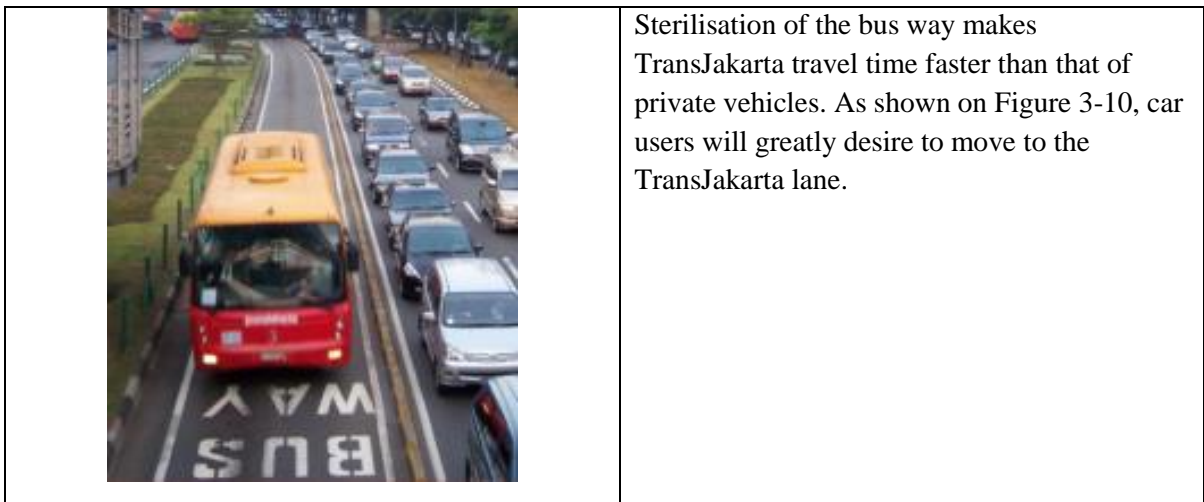 Sterilisation of the bus way makes
TransJakarta travel time faster than that of
private vehicles. As shown on Figure 3-10, car
users will greatly desire to move to the
TransJakarta lane.
WAY
BUS